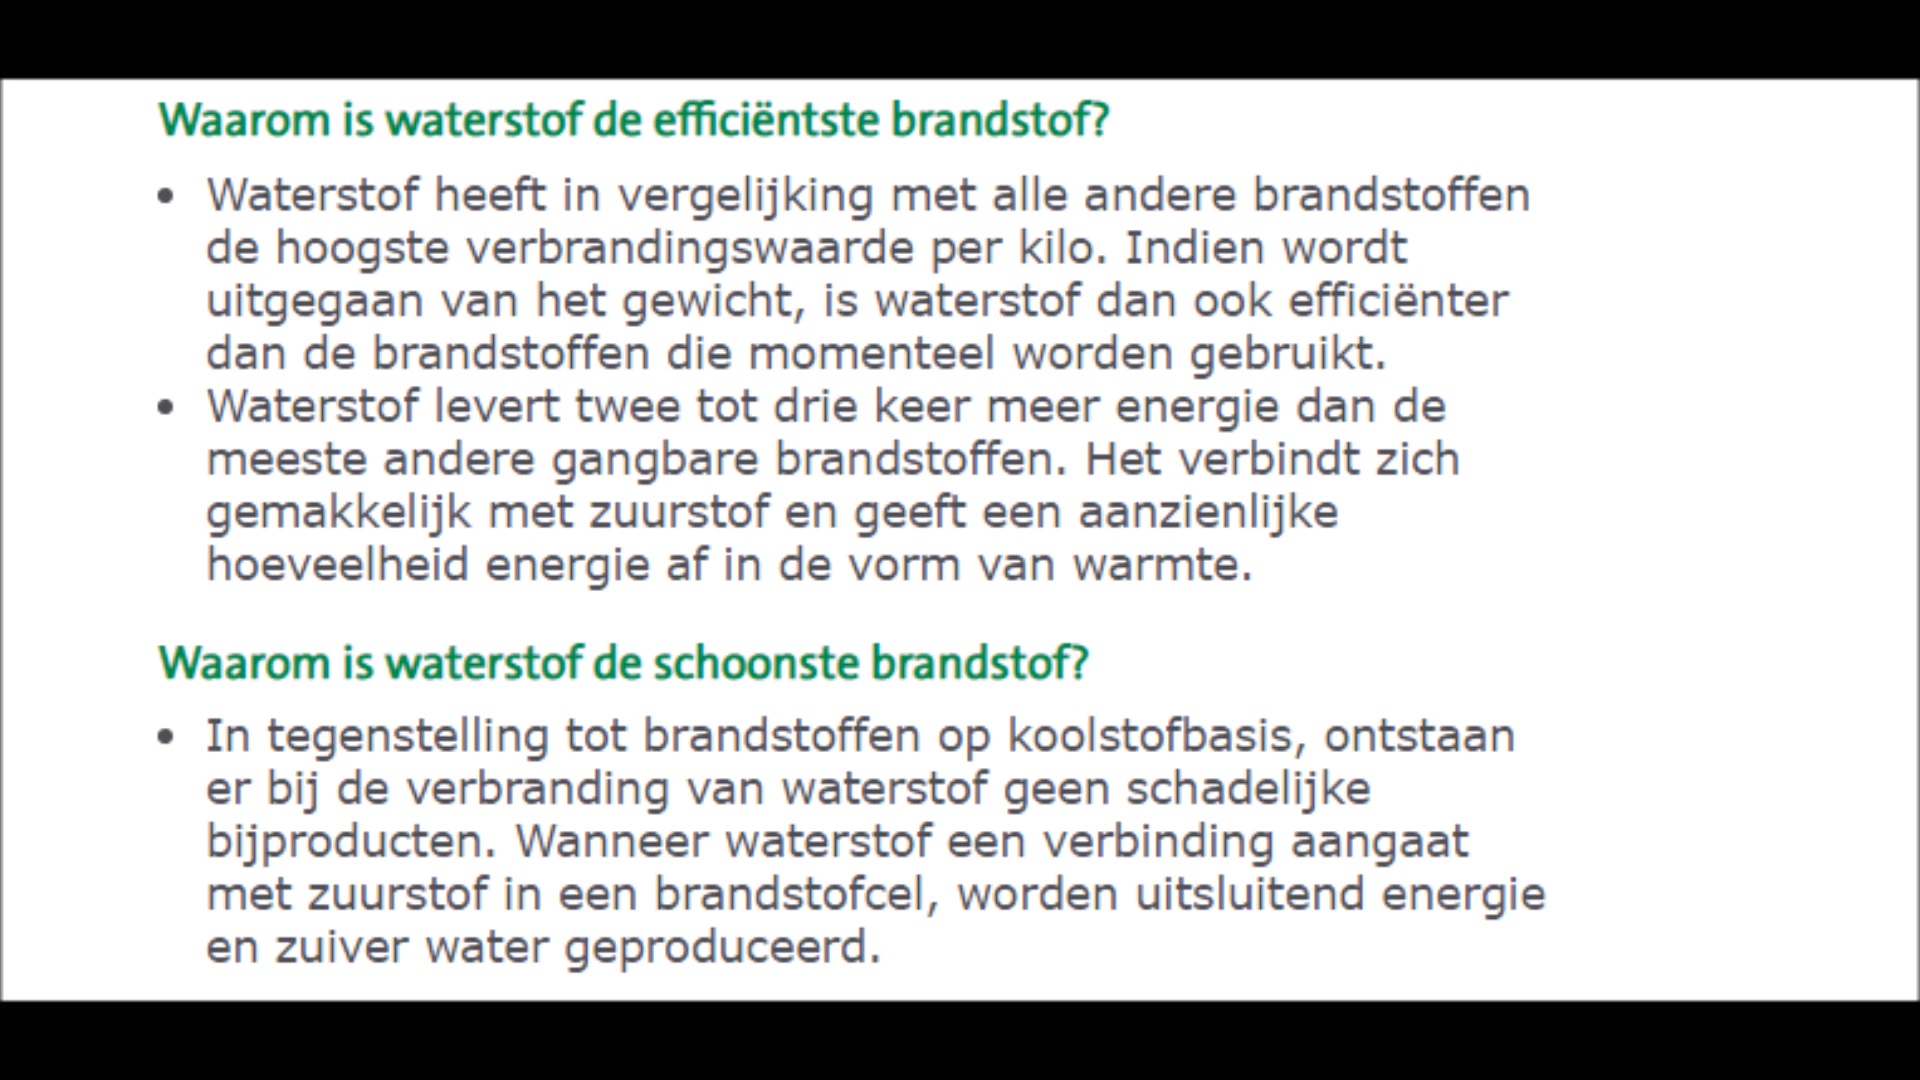 Waarom is waterstof de efficiëntste brandstof?
• Waterstof heeft in vergelijking met alle andere brandstoffen
de hoogste verbrandingswaarde per kilo. Indien wordt
uitgegaan van het gewicht, is waterstof dan ook efficiënter
dan de brandstoffen die momenteel worden gebruikt.
• Waterstof levert twee tot drie keer meer energie dan de
meeste andere gangbare brandstoffen. Het verbindt zich
gemakkelijk met zuurstof en geeft een aanzienlijke
hoeveelheid energie af in de vorm van warmte.
Waarom is waterstof de schoonste brandstof?
• In tegenstelling tot brandstoffen op koolstofbasis, ontstaan
er bij de verbranding van waterstof geen schadelijke
bijproducten. Wanneer waterstof een verbinding aangaat
met zuurstof in een brandstofcel, worden uitsluitend energie
en zuiver water geproduceerd.